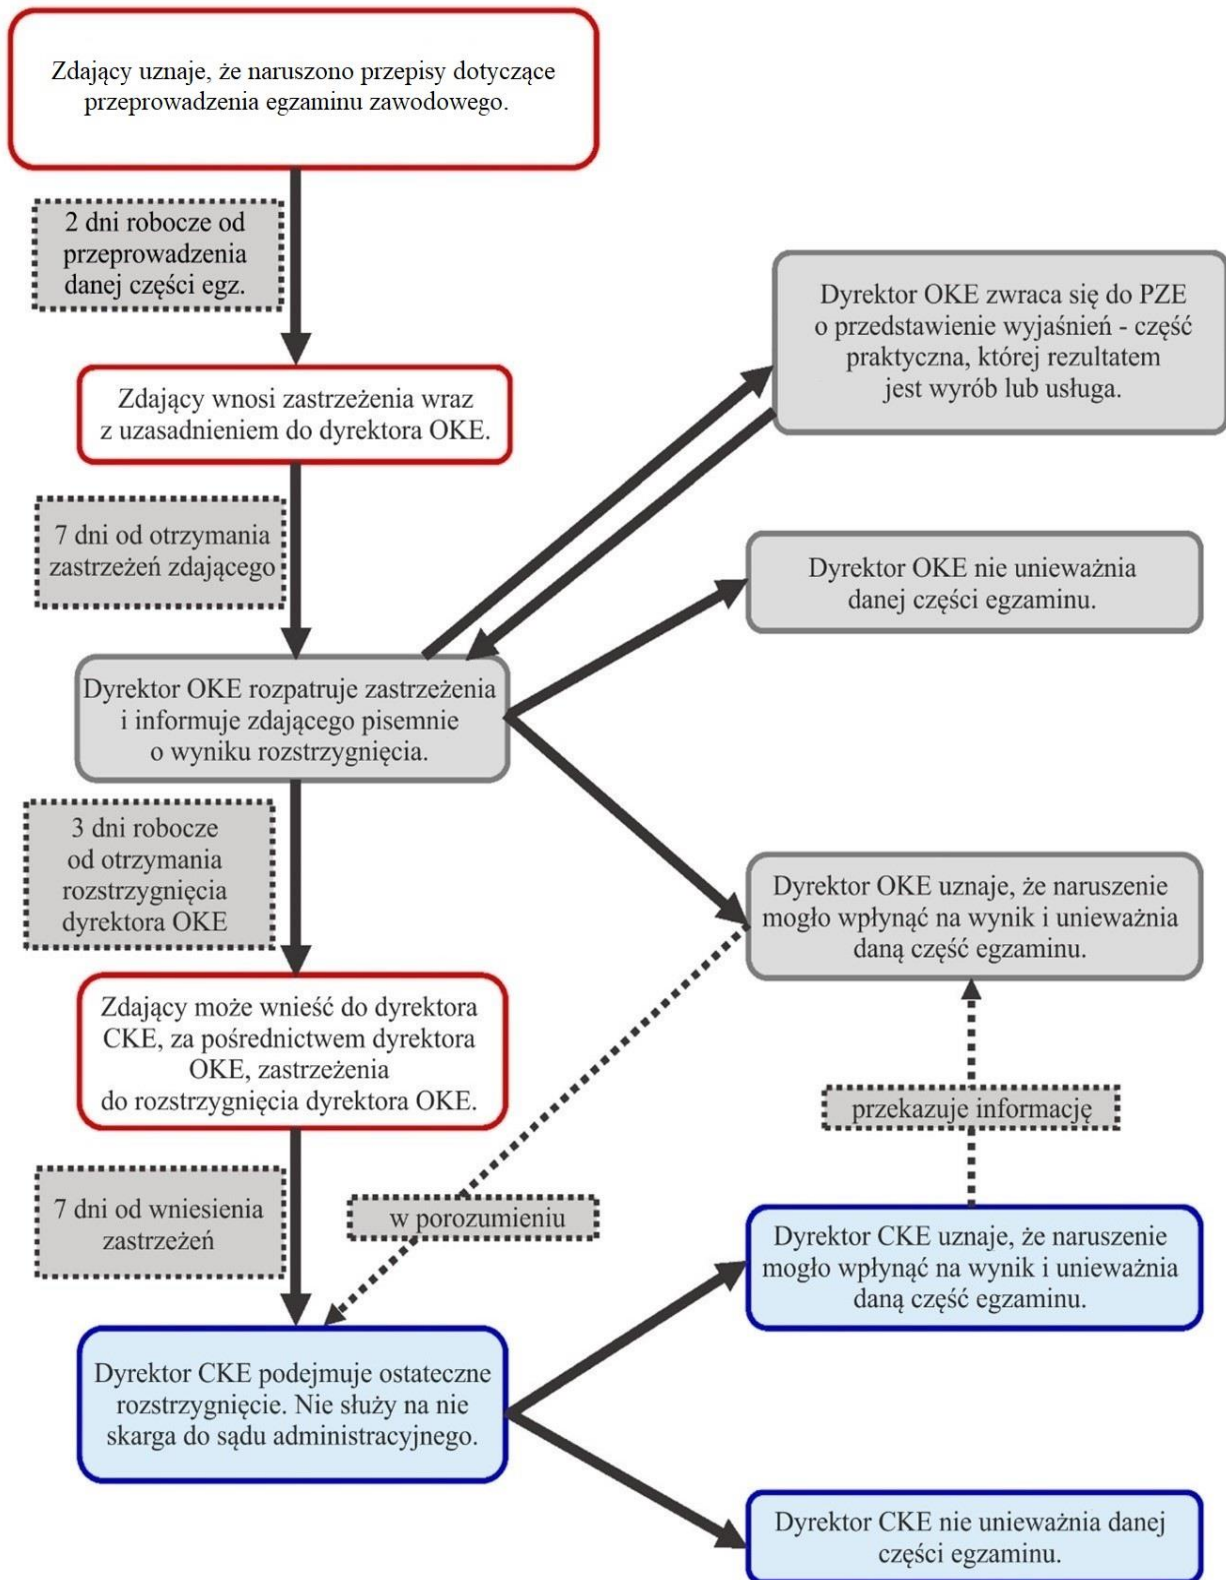 Zdający uznaje, że naruszono przepisy dotyczące
przeprowadzenia egzaminu zawodowego.
2 dni robocze od
przeprowadzenia
danej części egz.
Dyrektor OKE zwraca się do PZE
o przedstawienie wyjaśnień - część
praktyczna, której rezultatem
jest wyrób lub usługa.
Zdający wnosi zastrzeżenia wraz
z uzasadnieniem do dyrektora OKE.
7 dni od otrzymania
zastrzeżeń zdającego
Dyrektor OKE nie unieważnia
danej części egzaminu.
Dyrektor OKE rozpatruje zastrzeżenia
i informuje zdającego pisemnie
o wyniku rozstrzygnięcia.
3 dni robocze
od otrzymania
rozstrzygnięcia
dyrektora OKE
Dyrektor OKE uznaje, że naruszenie
mogło wpłynąć na wynik i unieważnia
daną część egzaminu.
Zdający może wnieść do dyrektora
CKE, za pośrednictwem dyrektora
OKE, zastrzeżenia
do rozstrzygnięcia dyrektora OKE.
przekazuje informację
7 dni od wniesienia
zastrzeżeń
w porozumieniu
Dyrektor CKE uznaje, że naruszenie
mogło wpłynąć na wynik i unieważnia
daną część egzaminu.
Dyrektor CKE podejmuje ostateczne
rozstrzygnięcie. Nie służy na nie
skarga do sądu administracyjnego.
Dyrektor CKE nie unieważnia danej
części egzaminu.